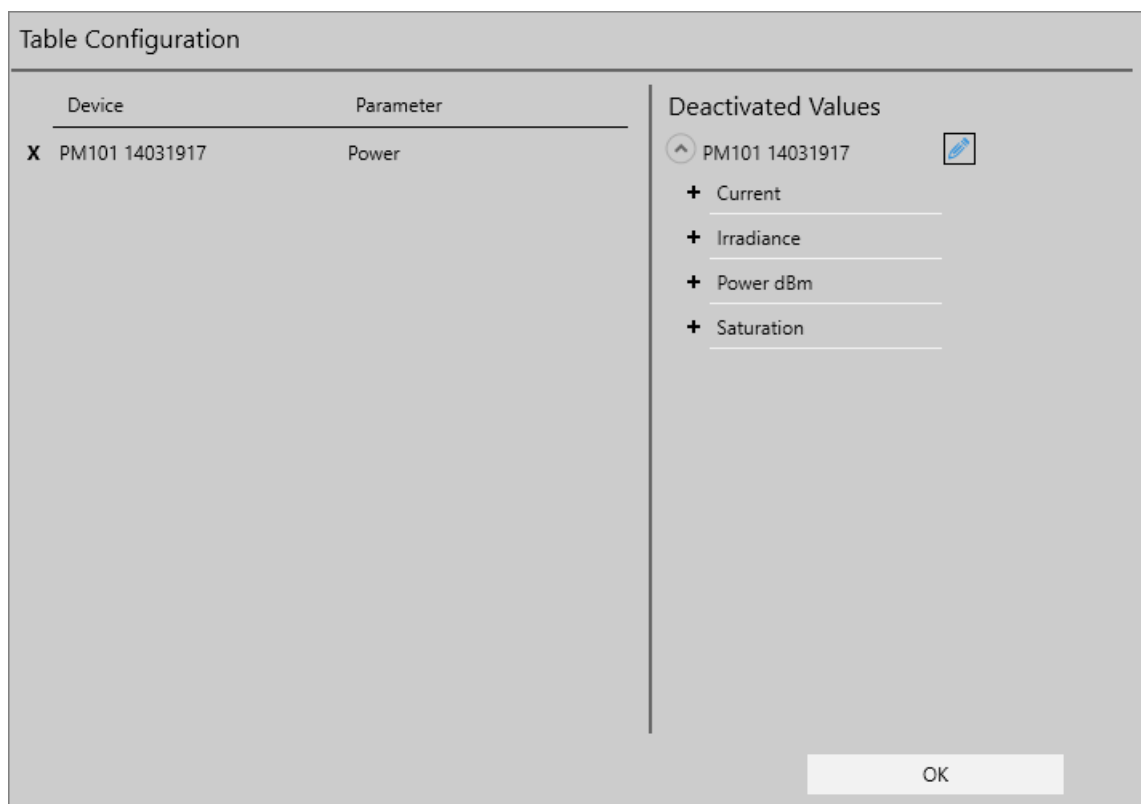 Table Configuration
Device Parameter
X PM101 14031917 Power
Deactivated Values
PM101 14031917
+ Current
+ Irradiance
+ Power dBm
+ Saturation
OK